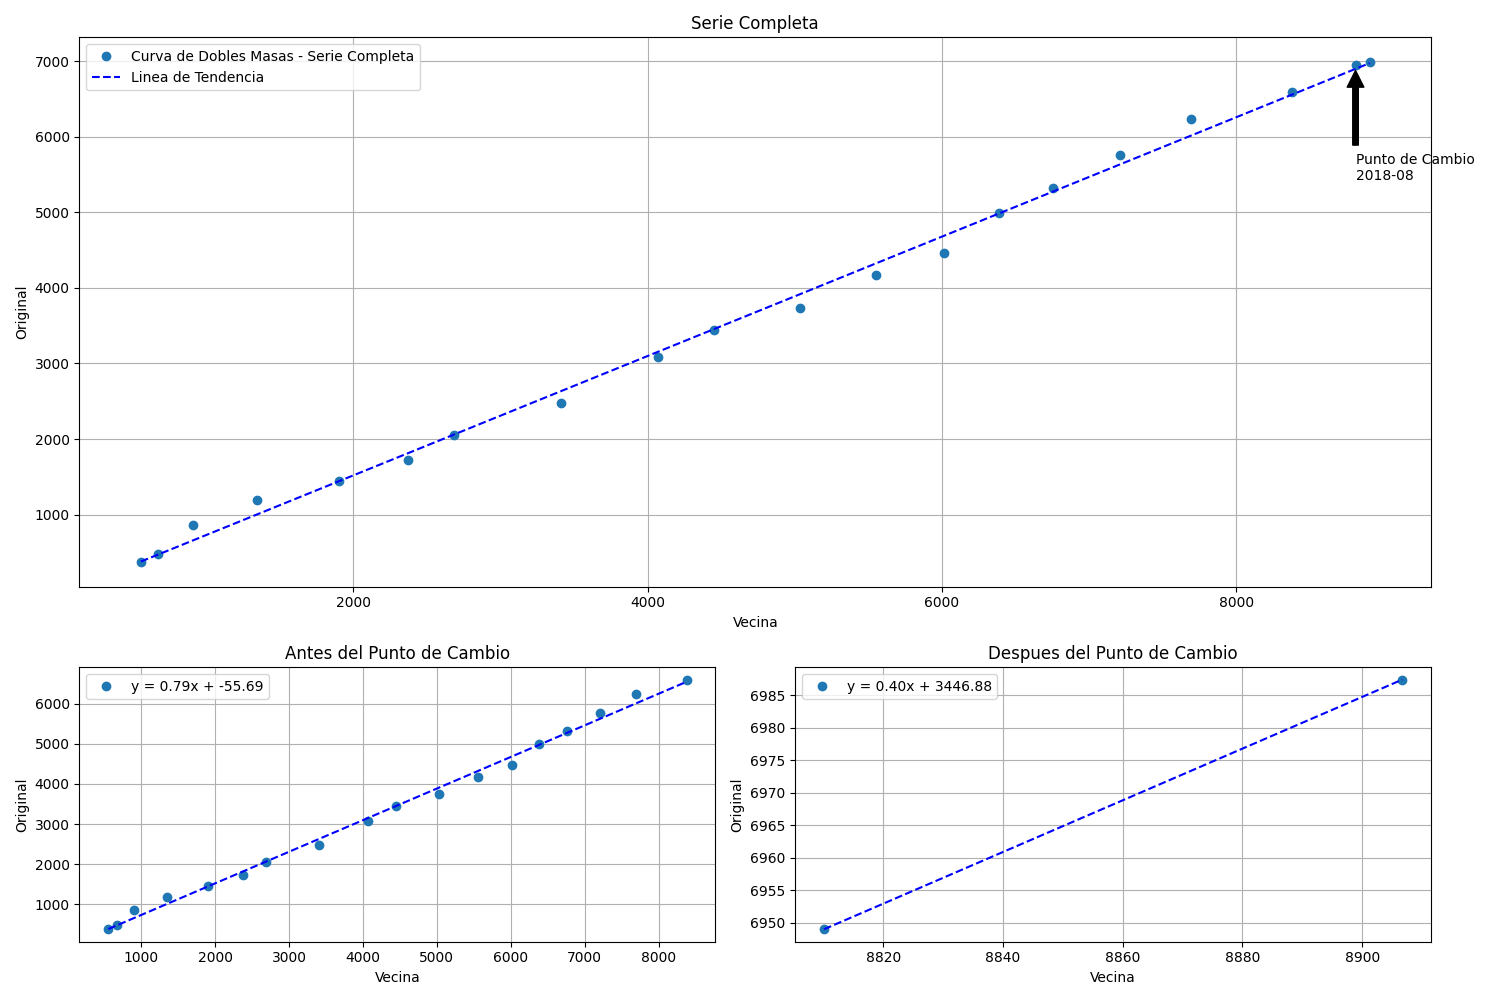 Serie Completa
Curva de Dobles Masas - Serie Completa
Linea de Tendencia
7000
6000
5000
4000
3000
2000
1000
Original
Punto de Cambio
2018-08
2000
4000
6000
8000
Vecina
Antes del Punto de Cambio
y = 0.79x + -55.69
6000
5000
4000
3000
2000
1000
Original
1000
2000
3000
4000
5000
6000
7000
8000
Vecina
Despues del Punto de Cambio
y = 0.40x + 3446.88
6985
6980
6975
6970
6965
6960
6955
6950
Original
8820
8840
8860
8880
8900
Vecina